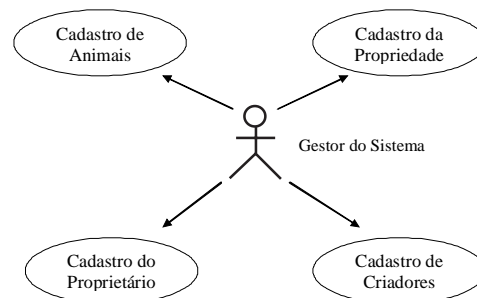 Cadastro de
Animais
Cadastro da
Propriedade
Gestor do Sistema
Cadastro do
Proprietário
Cadastro de
Criadores